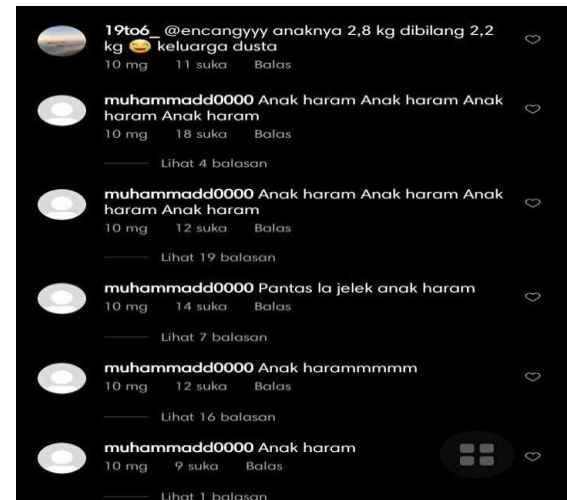 19to6_ @encangyyy anaknya 2,8 kg dibilang 2,2
kg 😂 keluarga dusta
10 mg 11 suka Balas
muhammadd0000 Anak haram Anak haram Anak
haram Anak haram
10 mg 18 suka Balas
Lihat 4 balasan
muhammadd0000 Anak haram Anak haram Anak
haram Anak haram
10 mg 12 suka Balas
Lihat 19 balasan
muhammadd0000 Pantas la jelek anak haram
10 mg 14 suka Balas
Lihat 7 balasan
muhammadd0000 Anak harammmmm
10 mg 12 suka Balas
Lihat 16 balasan
muhammadd0000 Anak haram
10 mg 9 suka Balas
Lihat 1 balasan